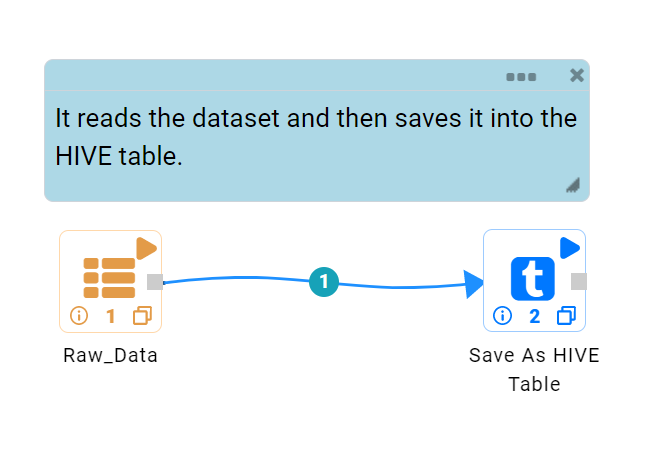 It reads the dataset and then saves it into the
HIVE table.
1
t
1
2
Raw_Data
Save As HIVE
Table